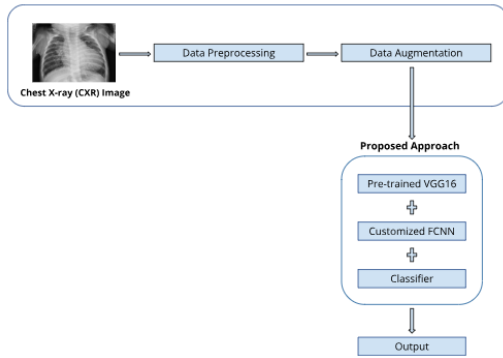 Data Preprocessing
Data Augmentation
Chest X-ray (CXR) Image
Proposed Approach
Pre-trained VGG16
+
Customized FCNN
+
Classifier
Output